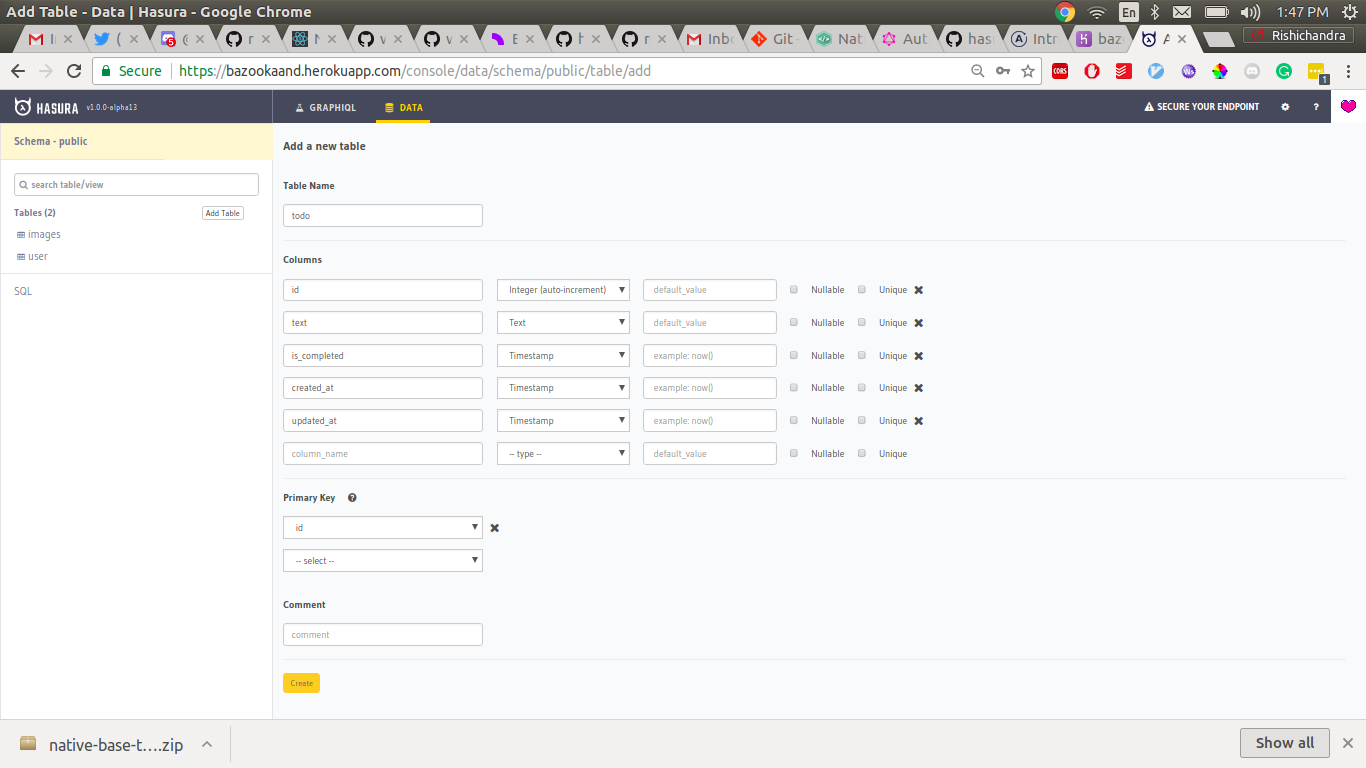 Add Table - Data | Hasura - Google Chrome
En
1:47 PM
I
(
5
@
r
N
v
v
E
h
r
Inbo
Git -
Nat
Aut
has
Intr
baz
A
Rishichandra
Secure
https://bazookaand.herokuapp.com/console/data/schema/public/table/add
CORS
1
HASURA
v1.0.0-alpha13
GRAPHIQL
DATA
SECURE YOUR ENDPOINT
?
Schema - public
search table/view
Tables (2)
Add Table
images
user
SQL
Add a new table
Table Name
todo
Columns
id Integer (auto-increment) default_value Nullable Unique
text Text default_value Nullable Unique
is_completed Timestamp example: now() Nullable Unique
created_at Timestamp example: now() Nullable Unique
updated_at Timestamp example: now() Nullable Unique
column_name -- type -- default_value Nullable Unique
Primary Key ?
id
-- select --
Comment
comment
Create
native-base-t....zip
Show all